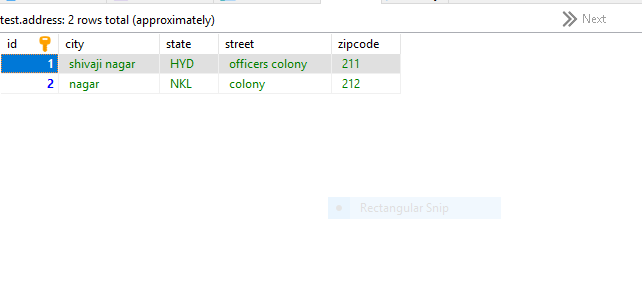 test.address: 2 rows total (approximately) Next
id city state street zipcode
1 shivaji nagar HYD officers colony 211
2 nagar NKL colony 212
Rectangular Snip